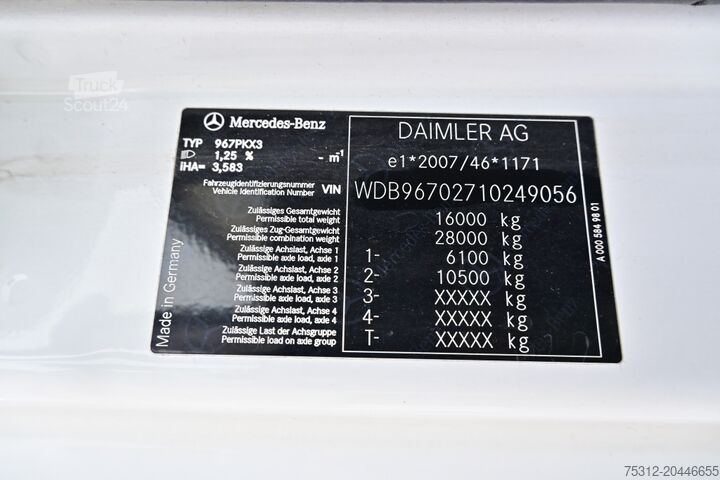 Truck
Scout24
Mercedes-Benz
TYP 967PKX3
1,25 % - m⁻¹
iHA= 3,583
Fahrzeugidentifizierungsnummer
Vehicle Identification Number VIN
Zulässiges Gesamtgewicht
Permissible total weight
Zulässiges Zug-Gesamtgewicht
Permissible combination weight
Zulässige Achslast, Achse 1
Permissible axle load, axle 1
Zulässige Achslast, Achse 2
Permissible axle load, axle 2
Zulässige Achslast, Achse 3
Permissible axle load, axle 3
Zulässige Achslast, Achse 4
Permissible axle load, axle 4
Zulässige Last der Achsgruppe
Permissible load on axle group
Made in Germany
DAIMLER AG
e1*2007/46*1171
WDB96702710249056
16000 kg
28000 kg
1- 6100 kg
2- 10500 kg
3- XXXXX kg
4- XXXXX kg
T- XXXXX kg
A 000 584 98 01
75312-20446655